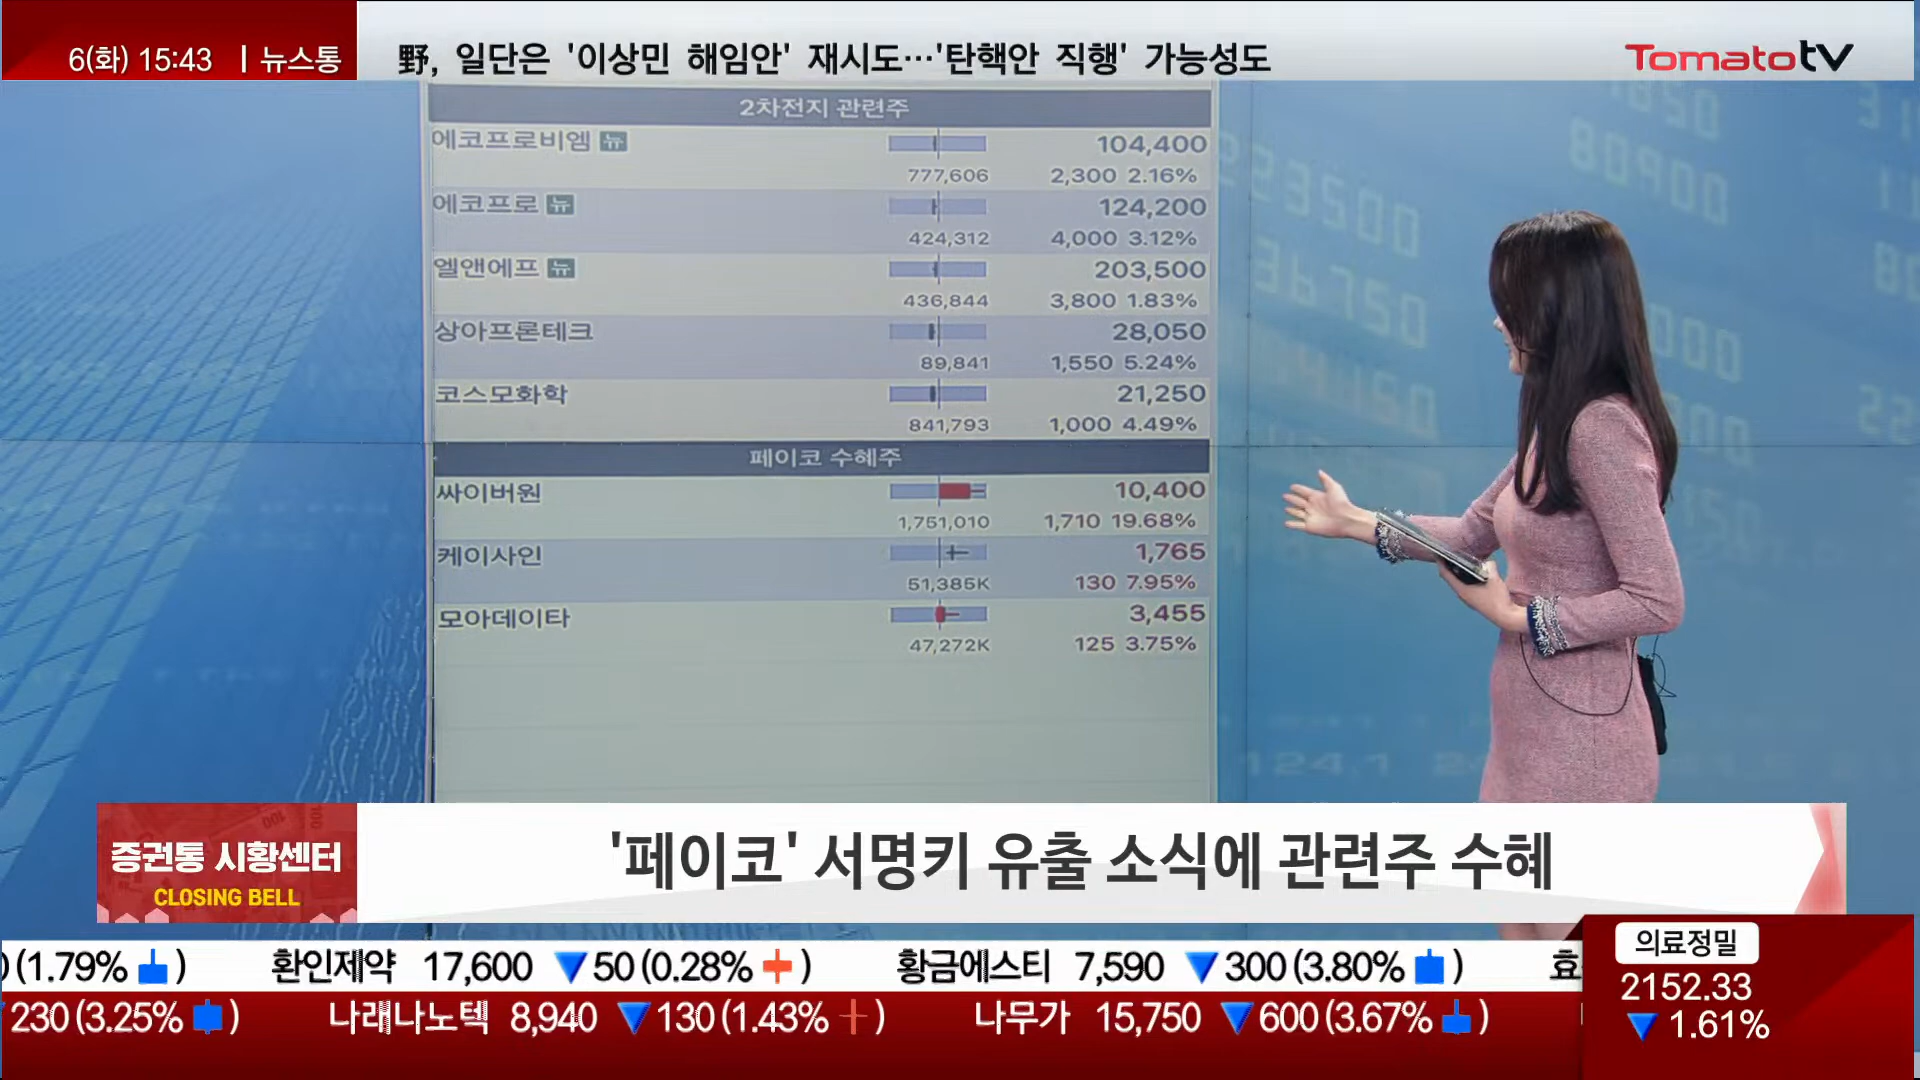 6(화) 15:43 | 뉴스통
野, 일단은 '이상민 해임안' 재시도…'탄핵안 직행' 가능성도
Tomato tV
2차전지 관련주
에코프로비엠 뉴 104,400
777,606 2,300 2.16%
에코프로 뉴 124,200
424,312 4,000 3.12%
엘앤에프 뉴 203,500
436,844 3,800 1.83%
상아프론테크 28,050
89,841 1,550 5.24%
코스모화학 21,250
841,793 1,000 4.49%
페이코 수혜주
싸이버원 10,400
1,751,010 1,710 19.68%
케이사인 1,765
51,385K 130 7.95%
모아데이타 3,455
47,272K 125 3.75%
223500
36750
80900
증권통 시황센터
CLOSING BELL
'페이코' 서명키 유출 소식에 관련주 수혜
(1.79%) 환인제약 17,600 ▼50(0.28%) 황금에스티 7,590 ▼300(3.80%)
230(3.25%) 나래나노텍 8,940 ▼130(1.43%) 나무가 15,750 ▼600(3.67%)
의료정밀
2152.33
▼1.61%